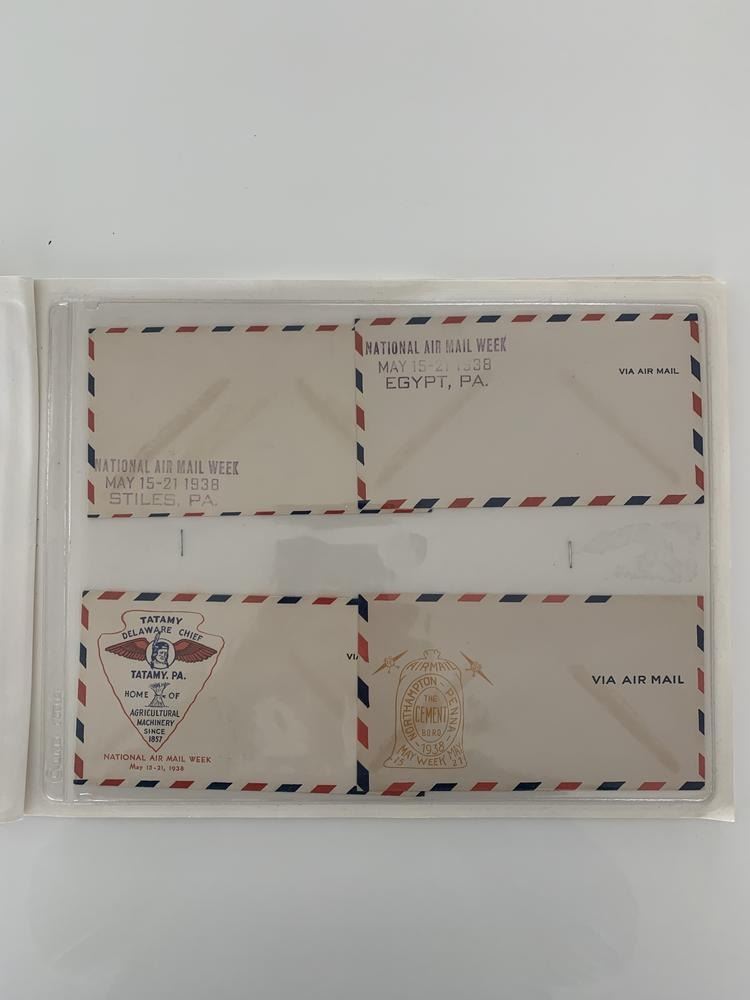 NATIONAL AIR MAIL WEEK
MAY 15-21 1938
STILES, PA.
NATIONAL AIR MAIL WEEK
MAY 15-21 1938
EGYPT, PA.
VIA AIR MAIL
TATAMY
DELAWARE CHIEF
TATAMY, PA.
HOME OF
AGRICULTURAL
MACHINERY
SINCE
1857
NATIONAL AIR MAIL WEEK
May 15-21, 1938
VI
AIRMAIL
NORTHAMPTON - PENNA
THE
CEMENT
BORO
1938
MAY WEEK MAY
15 21
VIA AIR MAIL